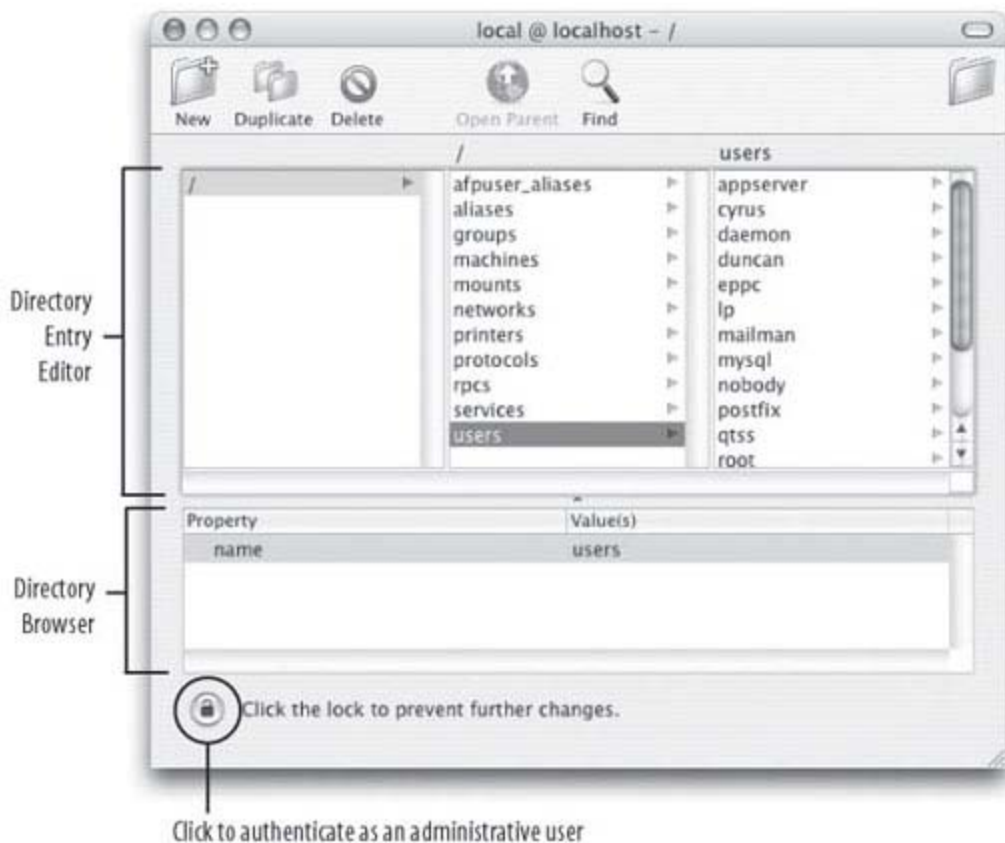 local @ localhost – /
New Duplicate Delete Open Parent Find
/ users
/
afpuser_aliases
aliases
groups
machines
mounts
networks
printers
protocols
rpcs
services
users
appserver
cyrus
daemon
duncan
eppc
lp
mailman
mysql
nobody
postfix
qtss
root
Directory
Entry
Editor
Property Value(s)
name users
Directory
Browser
Click the lock to prevent further changes.
Click to authenticate as an administrative user